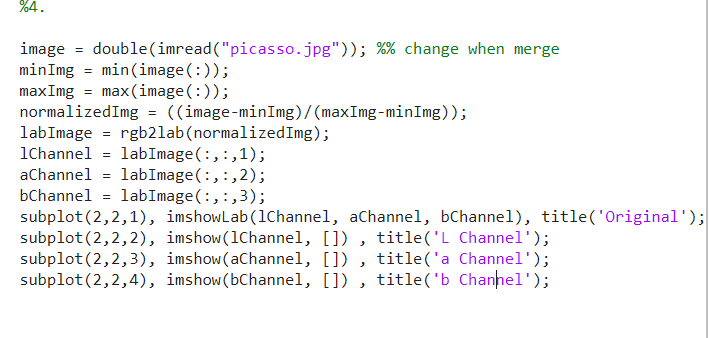 %4.
image = double(imread("picasso.jpg")); %% change when merge
minImg = min(image(:));
maxImg = max(image(:));
normalizedImg = ((image-minImg)/(maxImg-minImg));
labImage = rgb2lab(normalizedImg);
lChannel = labImage(:,:,1);
aChannel = labImage(:,:,2);
bChannel = labImage(:,:,3);
subplot(2,2,1), imshowLab(lChannel, aChannel, bChannel), title('Original');
subplot(2,2,2), imshow(lChannel, []) , title('L Channel');
subplot(2,2,3), imshow(aChannel, []) , title('a Channel');
subplot(2,2,4), imshow(bChannel, []) , title('b Channel');